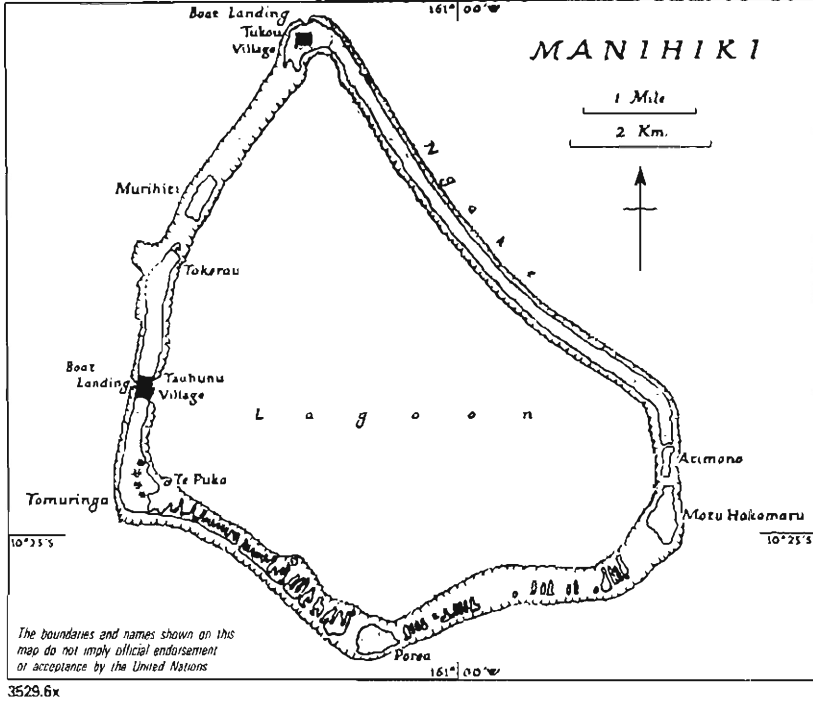 161° 00'W
MANIHIKI
1 Mile
2 Km.
Boat Landing
Tukou
Village
Ngake
Murihiti
Tokerau
Boat
Landing
Tauhunu
Village
Lagoon
Te Puka
Tomuringa
Atimono
Motu Hakamaru
10°25'S
10°25'S
Porea
161° 00'W
The boundaries and names shown on this
map do not imply official endorsement
or acceptance by the United Nations
3529.6x